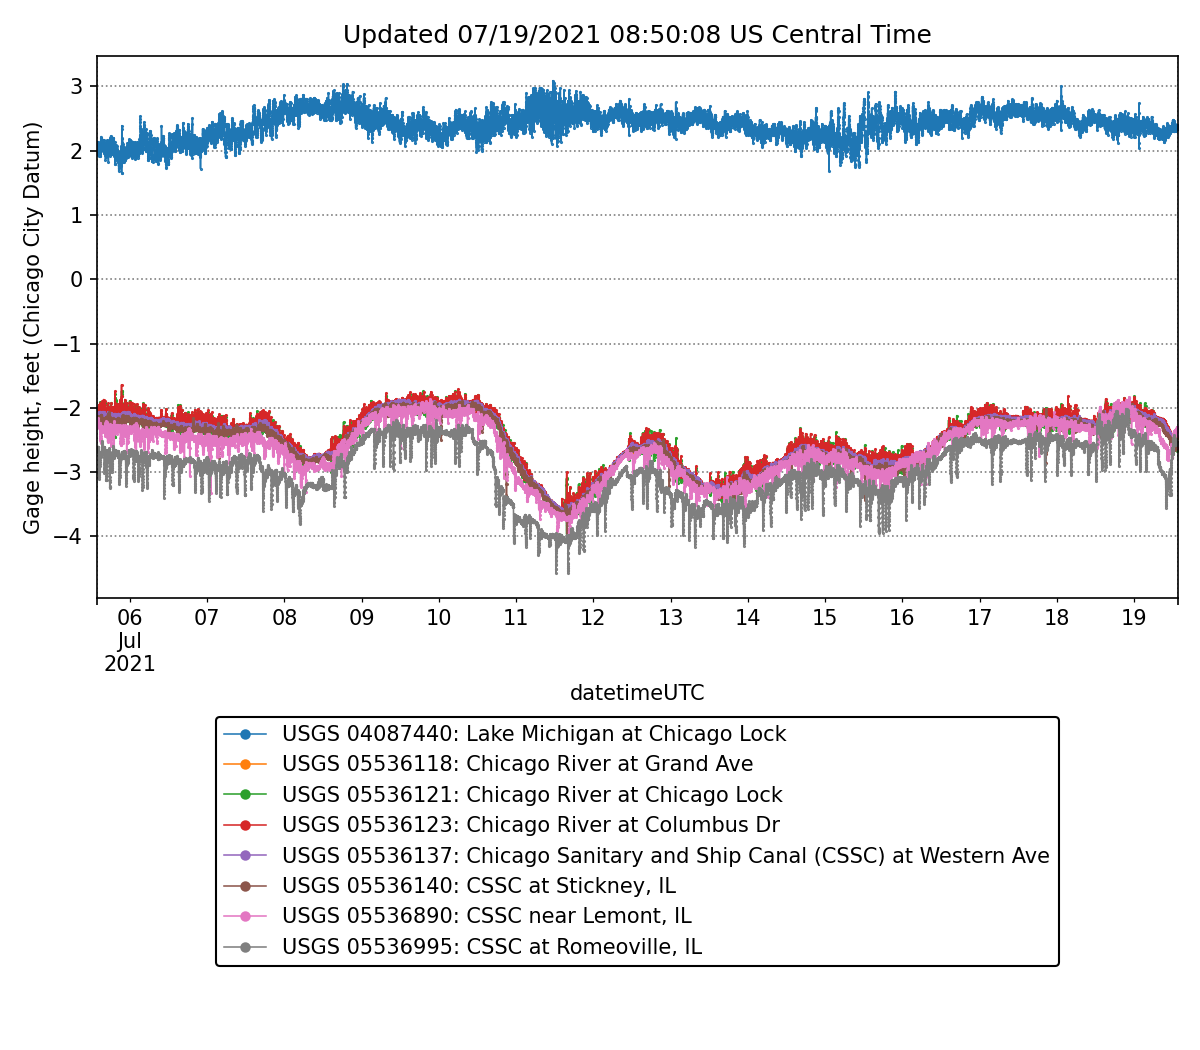 Updated 07/19/2021 08:50:08 US Central Time
Gage height, feet (Chicago City Datum)
3
2
1
0
−1
−2
−3
−4
06 07 08 09 10 11 12 13 14 15 16 17 18 19
Jul
2021
datetimeUTC
USGS 04087440: Lake Michigan at Chicago Lock
USGS 05536118: Chicago River at Grand Ave
USGS 05536121: Chicago River at Chicago Lock
USGS 05536123: Chicago River at Columbus Dr
USGS 05536137: Chicago Sanitary and Ship Canal (CSSC) at Western Ave
USGS 05536140: CSSC at Stickney, IL
USGS 05536890: CSSC near Lemont, IL
USGS 05536995: CSSC at Romeoville, IL